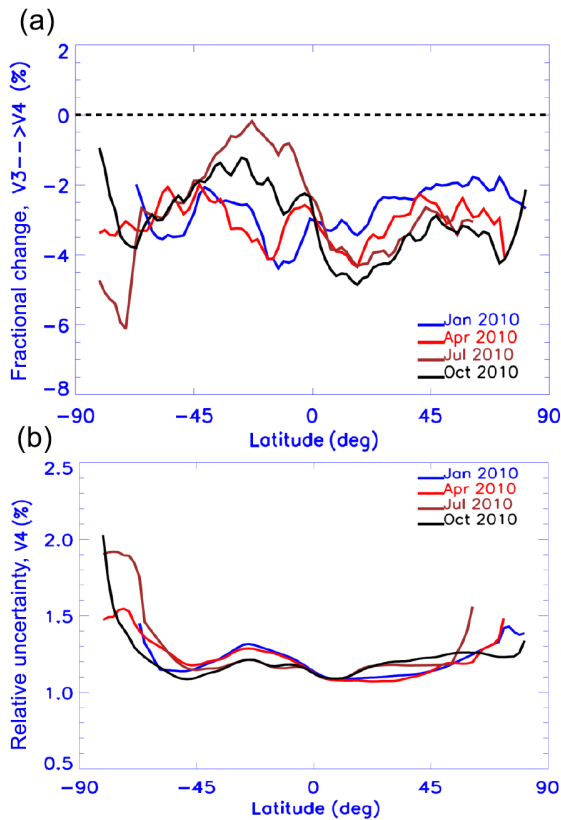 (a)
Fractional change, V3-->V4 (%)
2
0
−2
−4
−6
−8
Jan 2010
Apr 2010
Jul 2010
Oct 2010
−90 −45 0 45 90
Latitude (deg)
(b)
Relative uncertainty, V4 (%)
2.5
2.0
1.5
1.0
0.5
Jan 2010
Apr 2010
Jul 2010
Oct 2010
−90 −45 0 45 90
Latitude (deg)